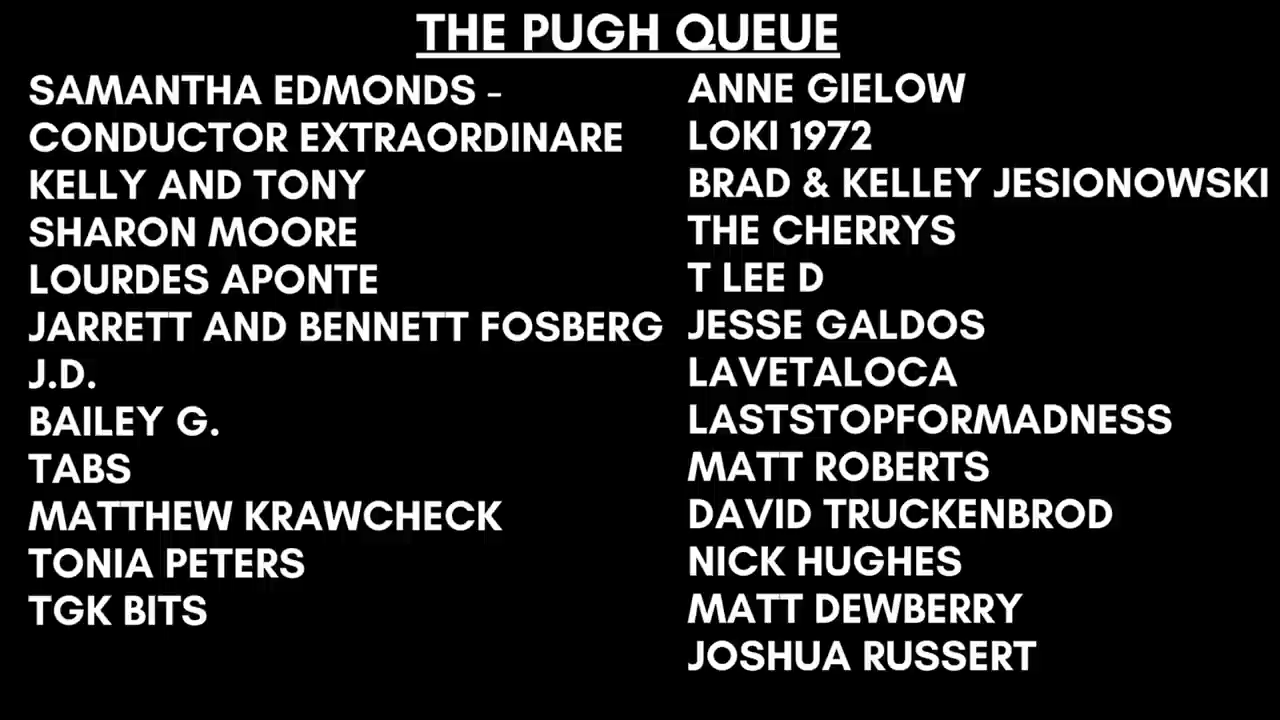 THE PUGH QUEUE
SAMANTHA EDMONDS -
CONDUCTOR EXTRAORDINARE
KELLY AND TONY
SHARON MOORE
LOURDES APONTE
JARRETT AND BENNETT FOSBERG
J.D.
BAILEY G.
TABS
MATTHEW KRAWCHECK
TONIA PETERS
TGK BITS
ANNE GIELOW
LOKI 1972
BRAD & KELLEY JESIONOWSKI
THE CHERRYS
T LEE D
JESSE GALDOS
LAVETALOCA
LASTSTOPFORMADNESS
MATT ROBERTS
DAVID TRUCKENBROD
NICK HUGHES
MATT DEWBERRY
JOSHUA RUSSERT